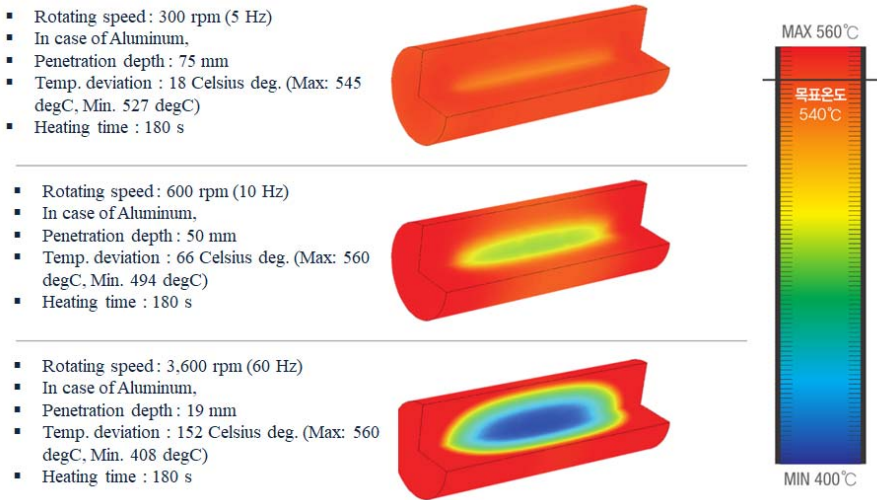 ▪ Rotating speed : 300 rpm (5 Hz)
▪ In case of Aluminum,
▪ Penetration depth : 75 mm
▪ Temp. deviation : 18 Celsius deg. (Max: 545
degC, Min. 527 degC)
▪ Heating time : 180 s
▪ Rotating speed : 600 rpm (10 Hz)
▪ In case of Aluminum,
▪ Penetration depth : 50 mm
▪ Temp. deviation : 66 Celsius deg. (Max: 560
degC, Min. 494 degC)
▪ Heating time : 180 s
▪ Rotating speed : 3,600 rpm (60 Hz)
▪ In case of Aluminum,
▪ Penetration depth : 19 mm
▪ Temp. deviation : 152 Celsius deg. (Max: 560
degC, Min. 408 degC)
▪ Heating time : 180 s
MAX 560℃
목표온도
540℃
MIN 400℃